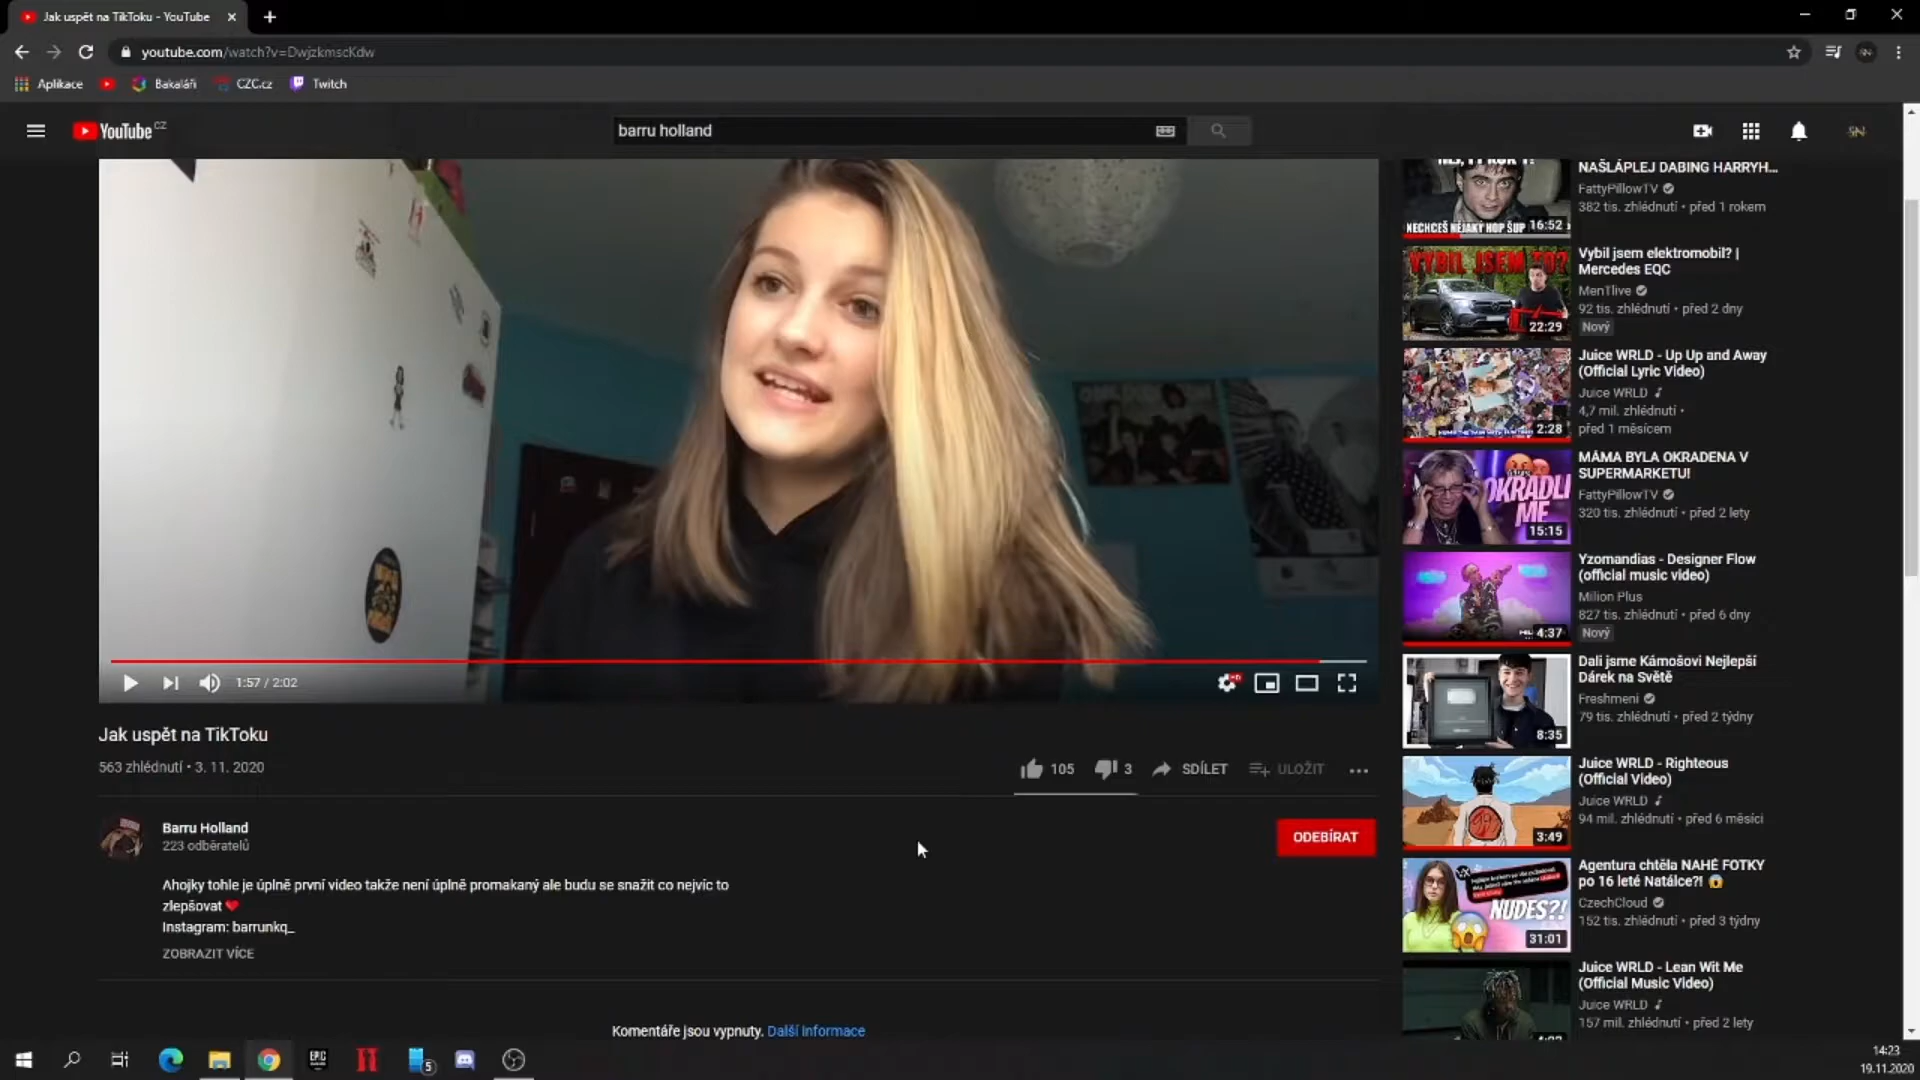 Jak uspět na TikToku - YouTube
youtube.com/watch?v=DwjzkmscKdw
Aplikace
Bakaláři
CZC.cz
Twitch
YouTube CZ
barru holland
1:57 / 2:02
Jak uspět na TikToku
563 zhlédnutí • 3. 11. 2020
105
3
SDÍLET
ULOŽIT
Barru Holland
223 odběratelů
ODEBÍRAT
Ahojky tohle je úplně první video takže není úplně promakaný ale budu se snažit co nejvíc to
zlepšovat
Instagram: barrunkq_
ZOBRAZIT VÍCE
Komentáře jsou vypnuty. Další informace
NECHCEŠ NĚJAKÝ HOP ŠUP
16:52
NAŠLÁPLEJ DABING HARRYH...
FattyPillowTV
382 tis. zhlédnutí • před 1 rokem
VYBIL JSEM TO?
22:29
Vybil jsem elektromobil? |
Mercedes EQC
MenTlive
92 tis. zhlédnutí • před 2 dny
Nový
2:28
Juice WRLD - Up Up and Away
(Official Lyric Video)
Juice WRLD
4,7 mil. zhlédnutí •
před 1 měsícem
OKRADLI
ME
15:15
MÁMA BYLA OKRADENA V
SUPERMARKETU!
FattyPillowTV
320 tis. zhlédnutí • před 2 lety
4:37
Yzomandias - Designer Flow
(official music video)
Milion Plus
827 tis. zhlédnutí • před 6 dny
Nový
8:35
Dali jsme Kámošovi Nejlepší
Dárek na Světě
Freshmeni
79 tis. zhlédnutí • před 2 týdny
3:49
Juice WRLD - Righteous
(Official Video)
Juice WRLD
94 mil. zhlédnutí • před 6 měsíci
NUDES?!
31:01
Agentura chtěla NAHÉ FOTKY
po 16 leté Natálce?!
CzechCloud
152 tis. zhlédnutí • před 3 týdny
Juice WRLD - Lean Wit Me
(Official Music Video)
Juice WRLD
157 mil. zhlédnutí • před 2 lety
EPIC
5
14:23
19.11.2020